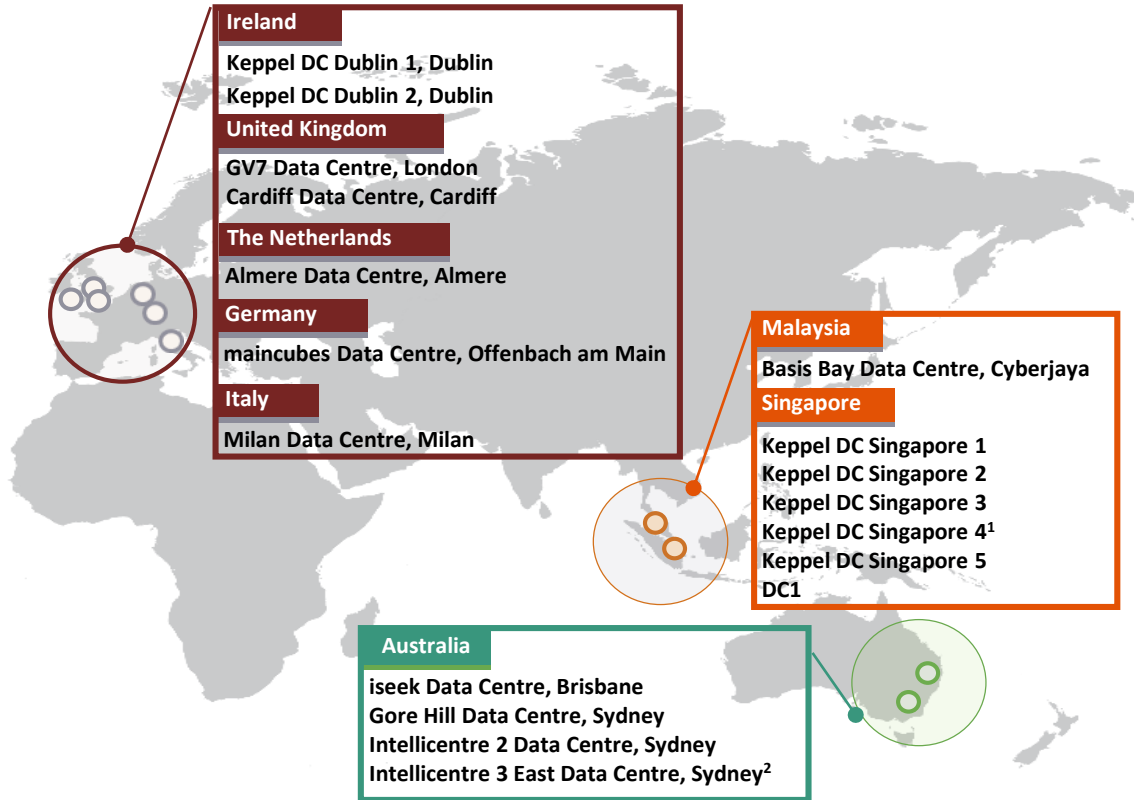 Ireland
Keppel DC Dublin 1, Dublin
Keppel DC Dublin 2, Dublin
United Kingdom
GV7 Data Centre, London
Cardiff Data Centre, Cardiff
The Netherlands
Almere Data Centre, Almere
Germany
maincubes Data Centre, Offenbach am Main
Italy
Milan Data Centre, Milan
Malaysia
Basis Bay Data Centre, Cyberjaya
Singapore
Keppel DC Singapore 1
Keppel DC Singapore 2
Keppel DC Singapore 3
Keppel DC Singapore 4¹
Keppel DC Singapore 5
DC1
Australia
iseek Data Centre, Brisbane
Gore Hill Data Centre, Sydney
Intellicentre 2 Data Centre, Sydney
Intellicentre 3 East Data Centre, Sydney²